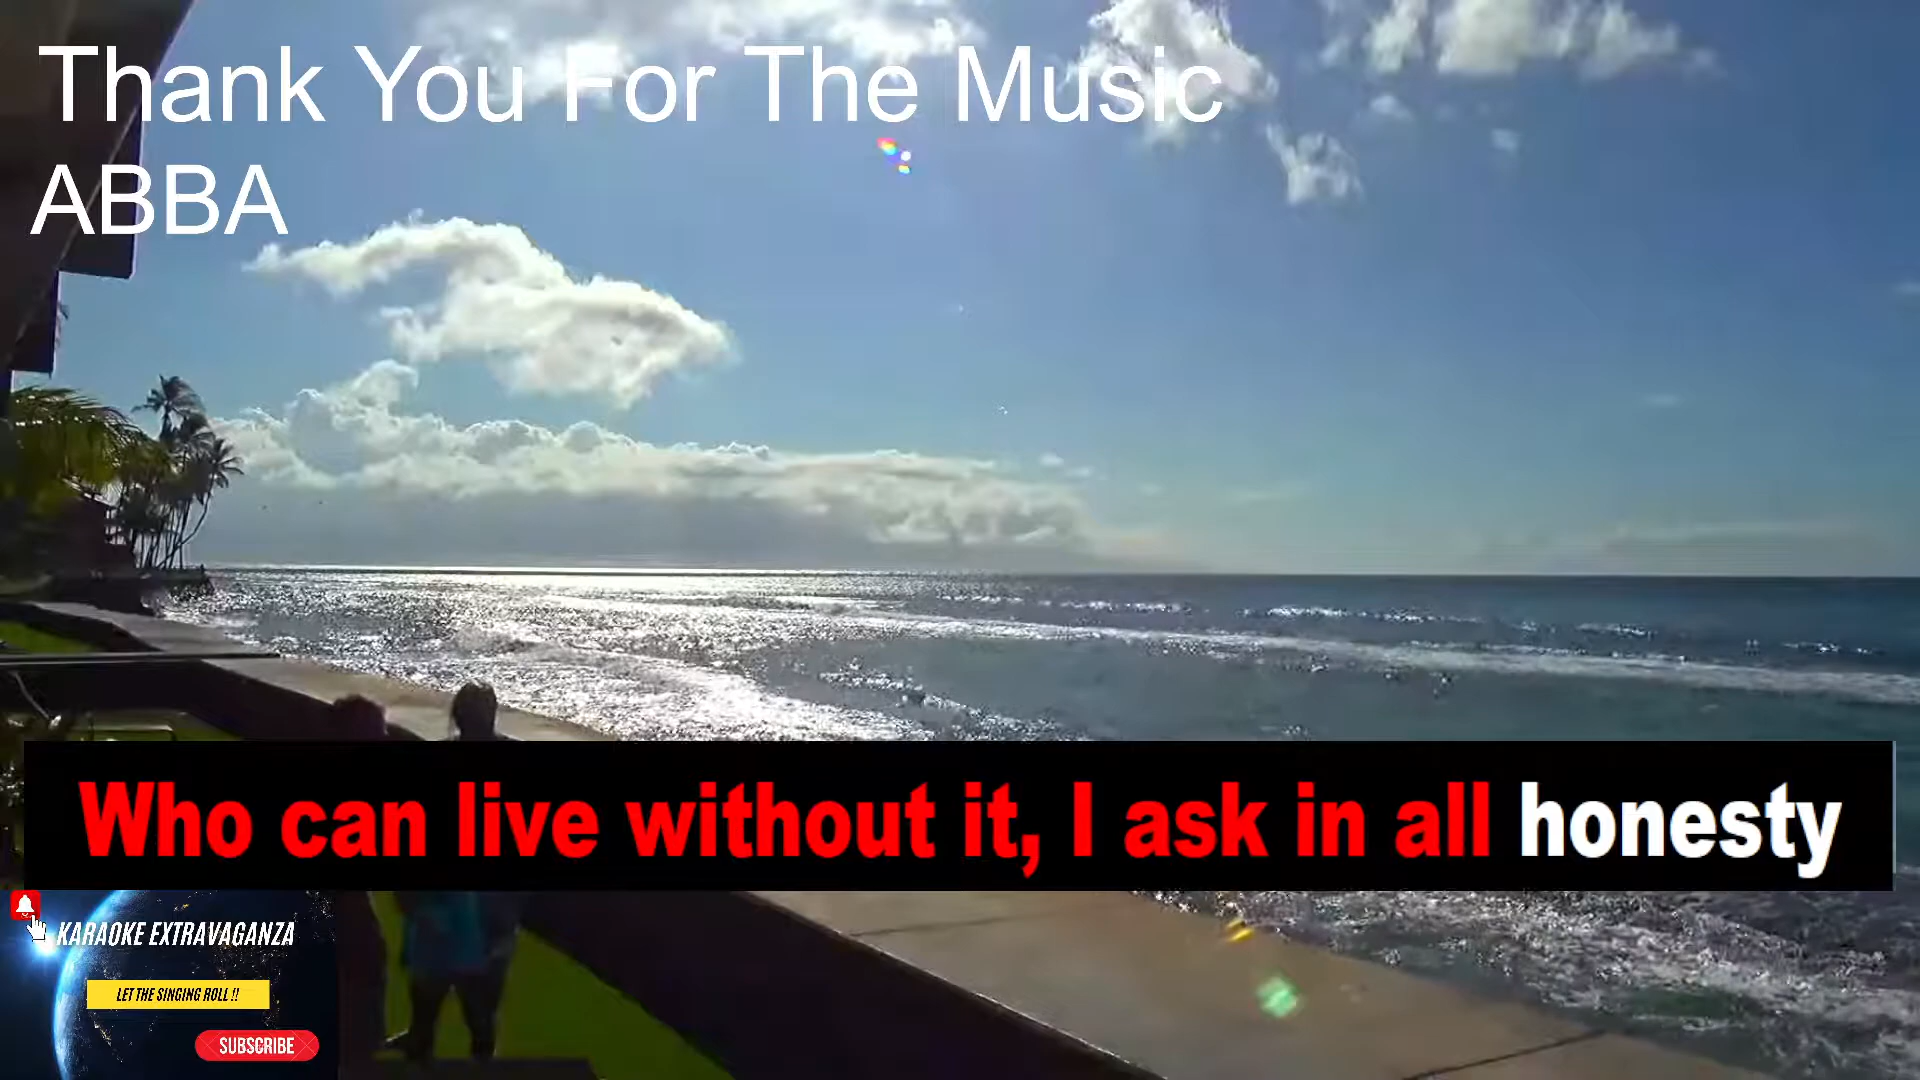 Thank You For The Music
ABBA
Who can live without it, I ask in all honesty
KARAOKE EXTRAVAGANZA
LET THE SINGING ROLL !!
SUBSCRIBE